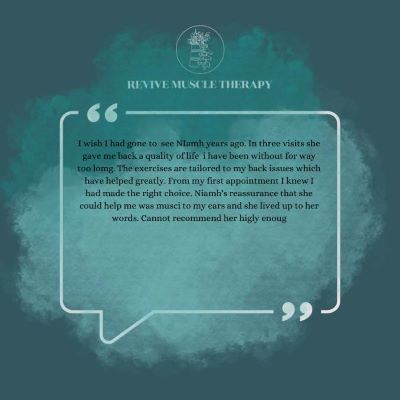 REVIVE MUSCLE THERAPY
I wish I had gone to see NIamh years ago. In three visits she
gave me back a quality of life i have been without for way
too lomg. The exercises are tailored to my back issues which
have helped greatly. From my first appointment I knew I
had made the right choice. Niamh's reassurance that she
could help me was musci to my ears and she lived up to her
words. Cannot recommend her higly enoug